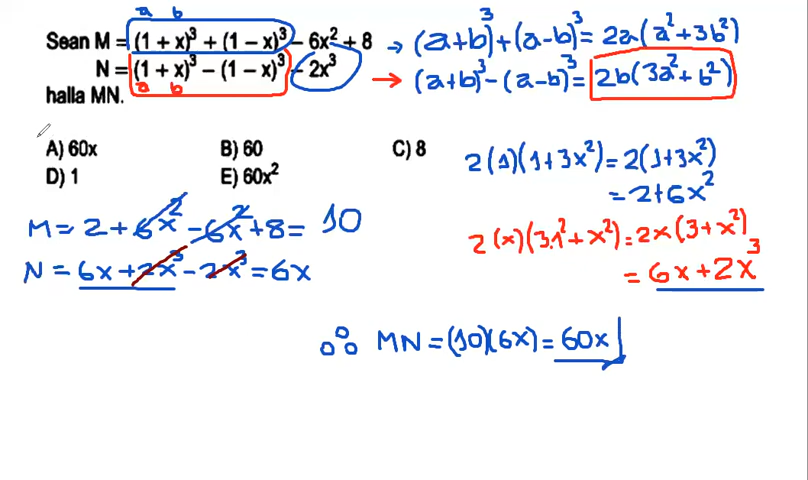 a b
Sean M = (1 + x)³ + (1 – x)³ – 6x² + 8 → (a+b)³+(a-b)³= 2a(a²+3b²)
N = (1 + x)³ – (1 – x)³ – 2x³ → (a+b)³-(a-b)³= 2b(3a²+b²)
a b
halla MN.
A) 60x B) 60 C) 8
D) 1 E) 60x²
2(1)(1+3x²)=2(1+3x²)
=2+6x²
M= 2+6x²-6x²+8= 10
2(x)(3.1²+x²)=2x(3+x²)
N= 6x+2x³-2x³=6x
= 6x+2x³
∴ MN=(10)(6x)= 60x